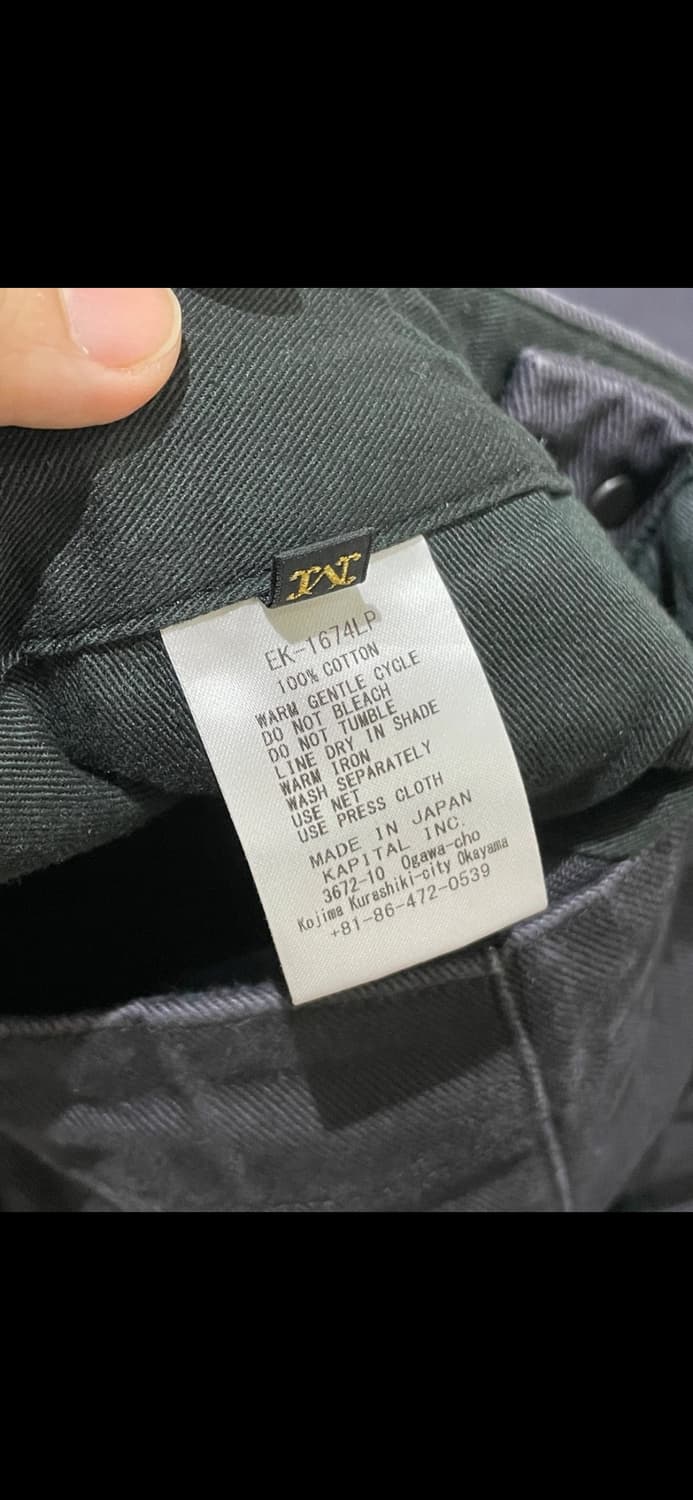 M
EK-1674LP
100% COTTON
WARM GENTLE CYCLE
DO NOT BLEACH
DO NOT TUMBLE
LINE DRY IN SHADE
WARM IRON
WASH SEPARATELY
USE NET
USE PRESS CLOTH
MADE IN JAPAN
KAPITAL INC.
3672-10 Ogawa-cho
Kojima Kurashiki-city Okayama
+81-86-472-0539